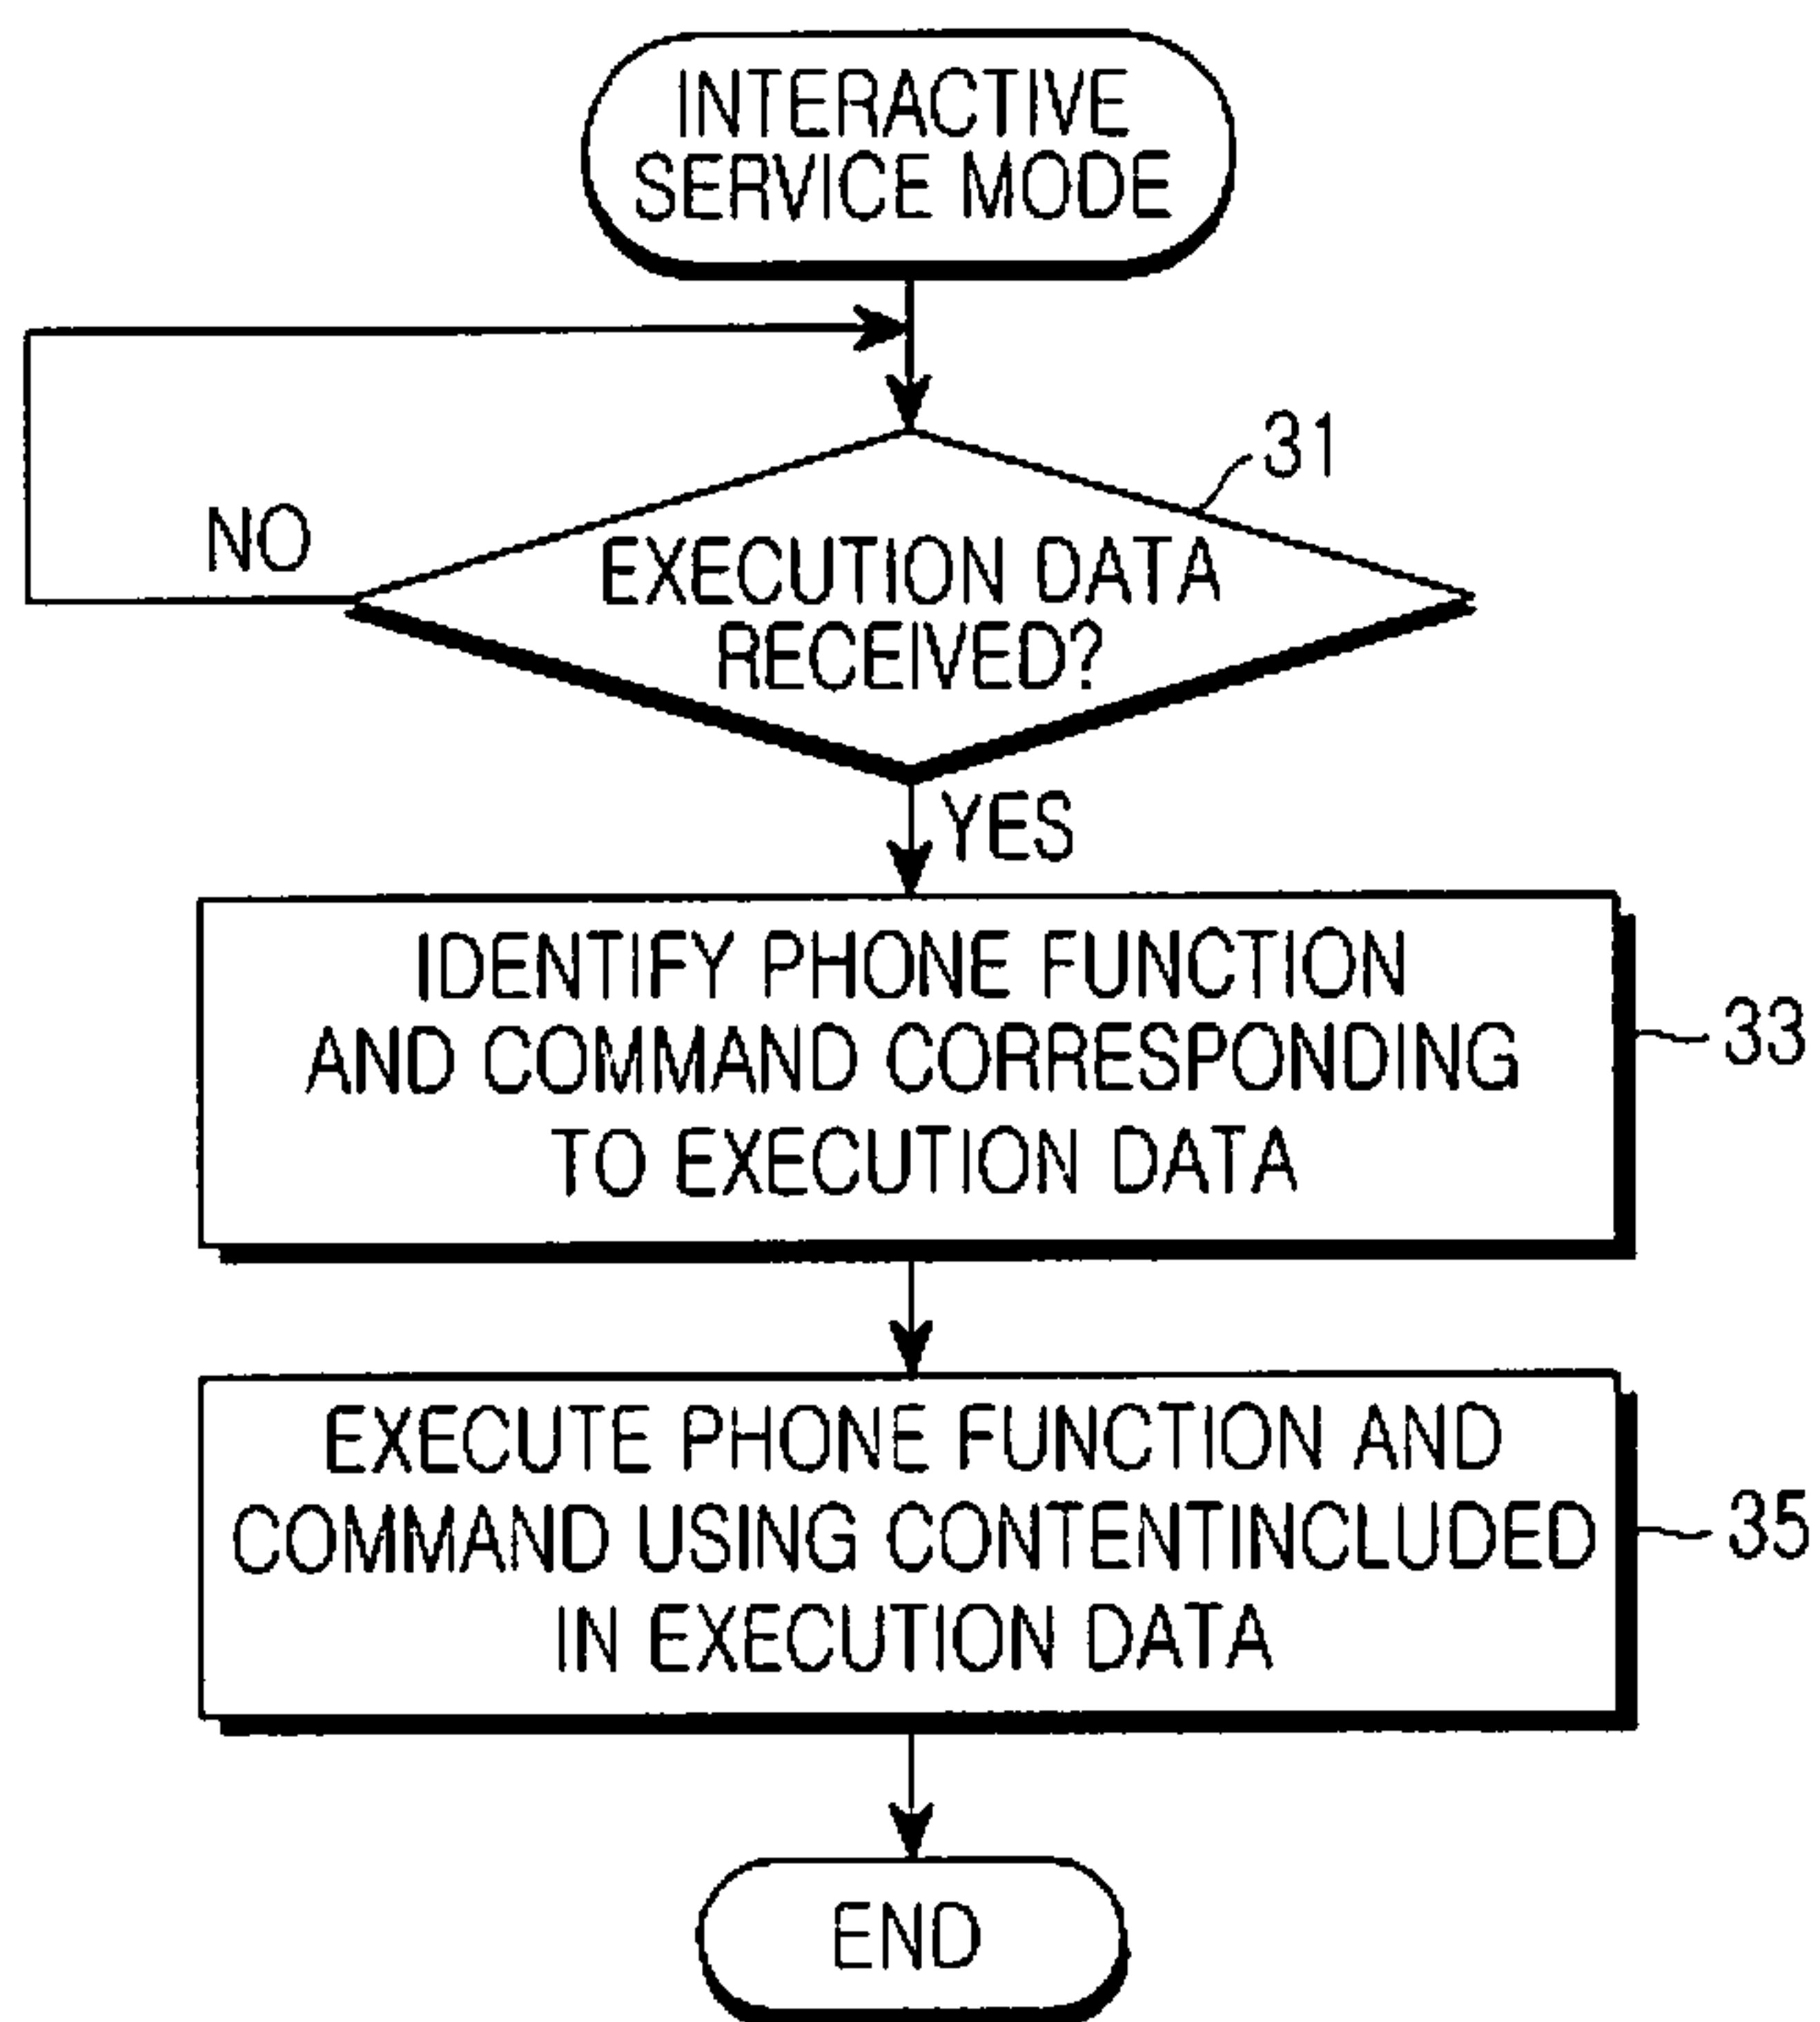 INTERACTIVE
SERVICE MODE
31
NO
EXECUTION DATA
RECEIVED?
YES
IDENTIFY PHONE FUNCTION
AND COMMAND CORRESPONDING
TO EXECUTION DATA
33
EXECUTE PHONE FUNCTION AND
COMMAND USING CONTENTINCLUDED
IN EXECUTION DATA
35
END